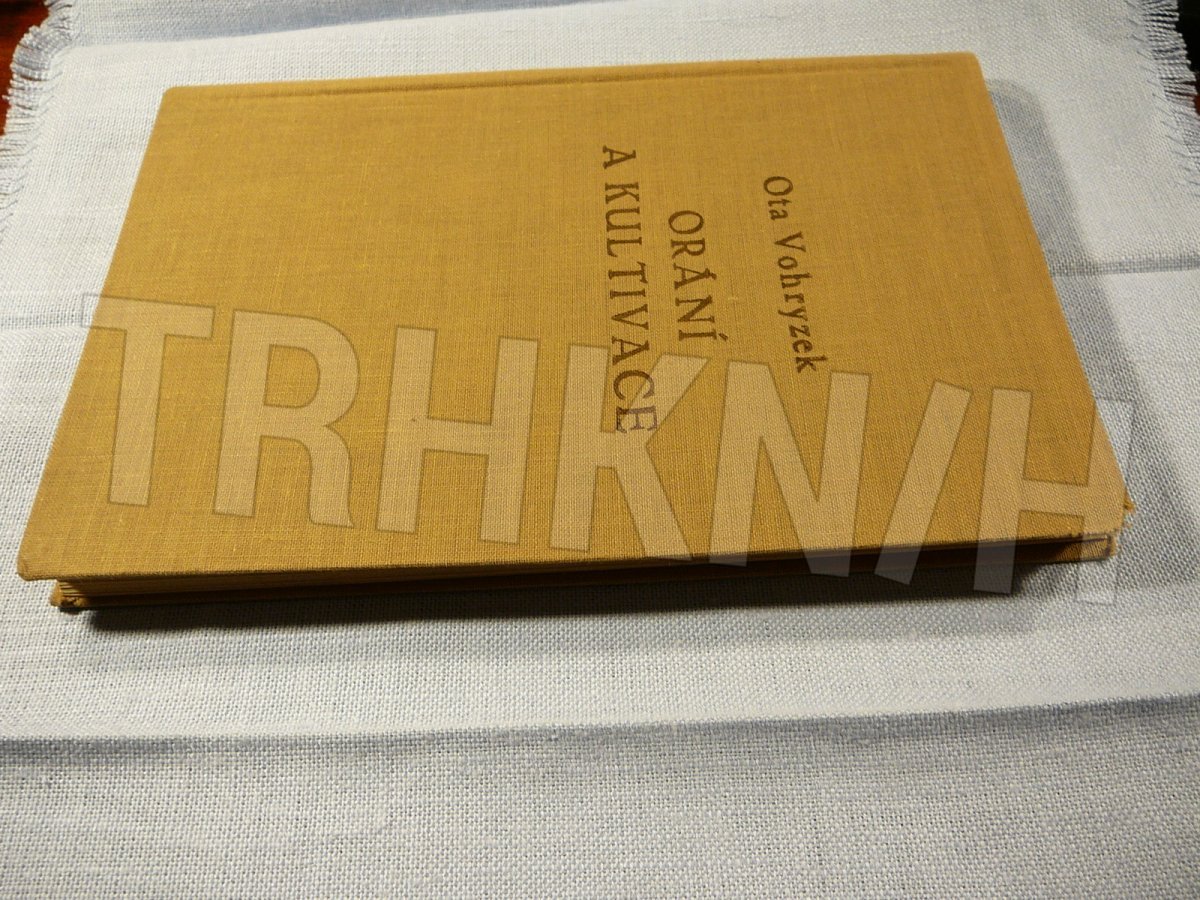 Ota Vohryzek
ORÁNÍ
A KULTIVACE
TRHKNIH